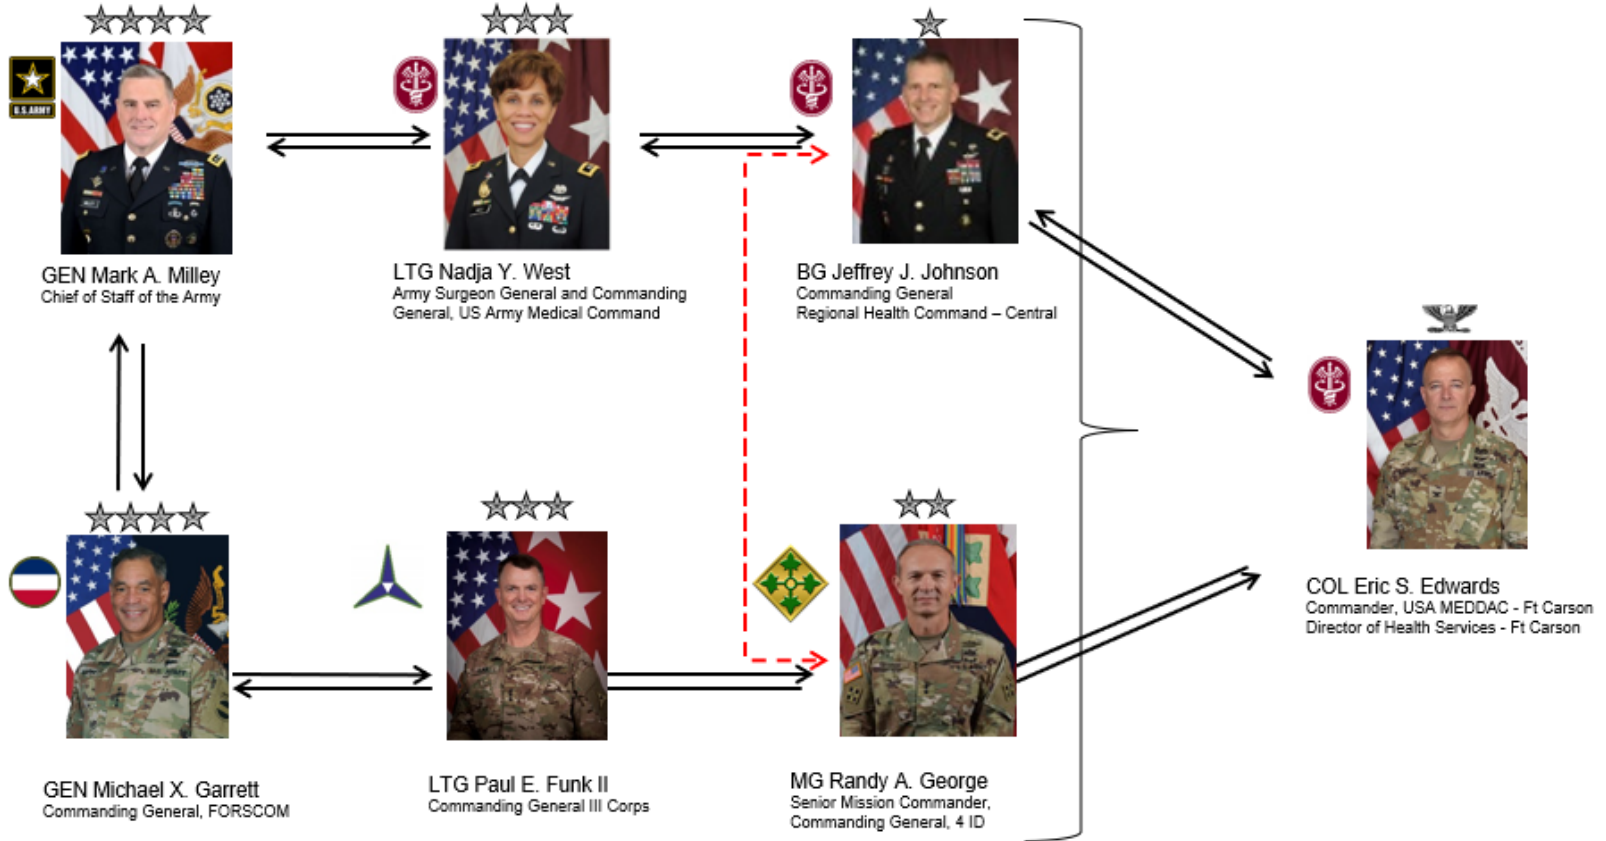 U.S.ARMY
GEN Mark A. Milley
Chief of Staff of the Army
LTG Nadja Y. West
Army Surgeon General and Commanding
General, US Army Medical Command
BG Jeffrey J. Johnson
Commanding General
Regional Health Command – Central
COL Eric S. Edwards
Commander, USA MEDDAC - Ft Carson
Director of Health Services - Ft Carson
GEN Michael X. Garrett
Commanding General, FORSCOM
LTG Paul E. Funk II
Commanding General III Corps
MG Randy A. George
Senior Mission Commander,
Commanding General, 4 ID